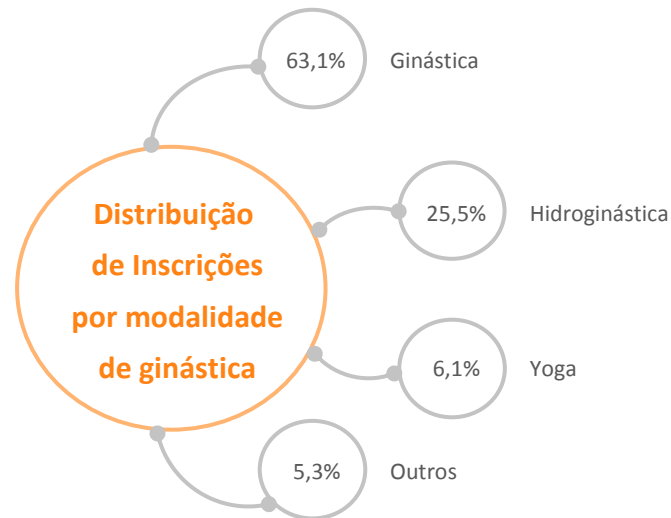 63,1% Ginástica
Distribuição
de Inscrições
por modalidade
de ginástica
25,5% Hidroginástica
6,1% Yoga
5,3% Outros